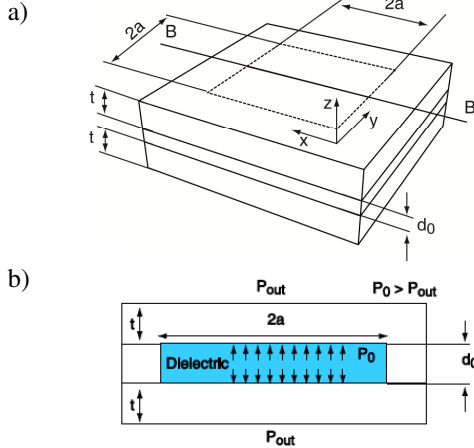 a)
2a
2a
B
B
t
t
z
y
x
d₀
b)
Pout
P₀ > Pout
t
2a
Dielectric
P₀
d₀
t
Pout